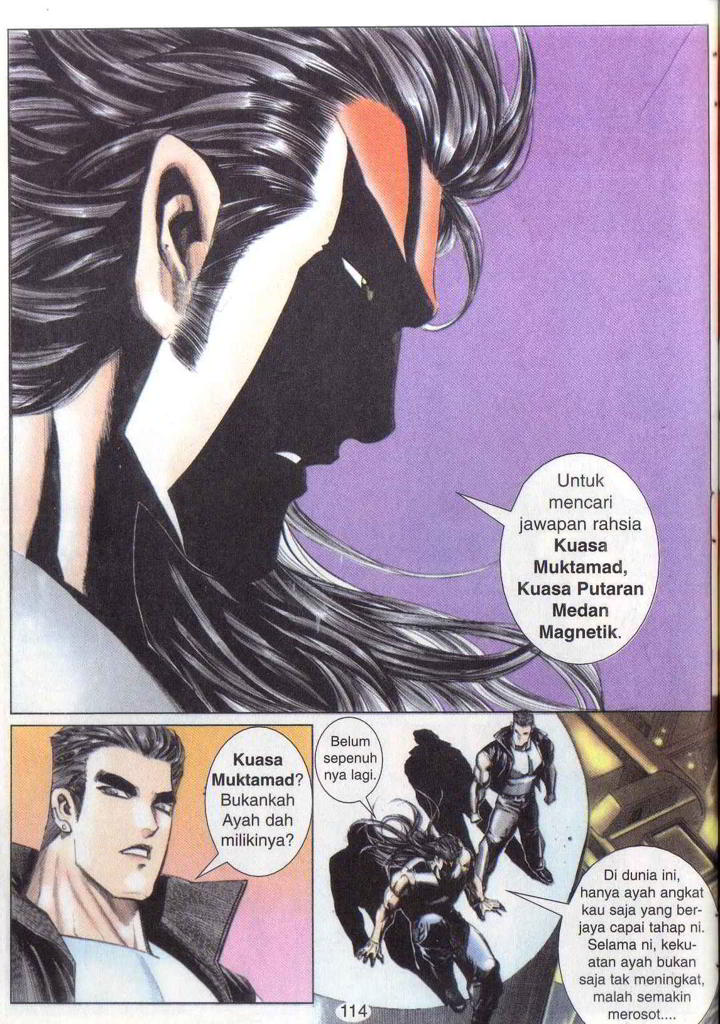 Untuk
mencari
jawapan rahsia
Kuasa
Muktamad,
Kuasa Putaran
Medan
Magnetik.
Kuasa
Muktamad?
Bukankah
Ayah dah
milikinya?
Belum
sepenuh
nya lagi.
Di dunia ini,
hanya ayah angkat
kau saja yang ber-
jaya capai tahap ni.
Selama ni, keku-
atan ayah bukan
saja tak meningkat,
malah semakin
merosot....
114